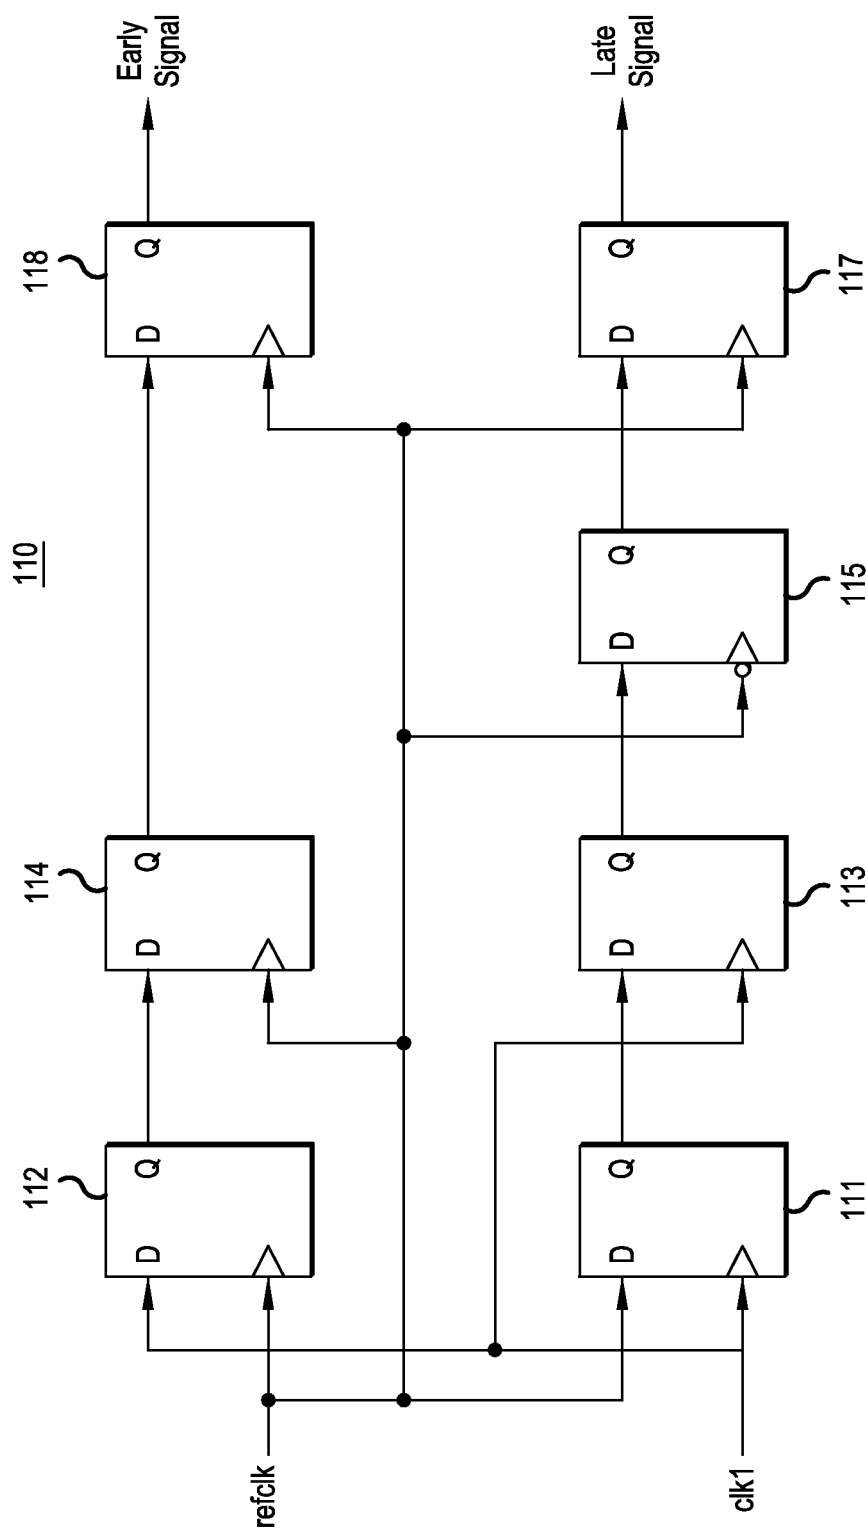 110
112
D
Q
114
D
Q
118
D
Q
Early
Signal
refclk
clk1
D
Q
111
D
Q
113
D
Q
115
D
Q
117
Late
Signal